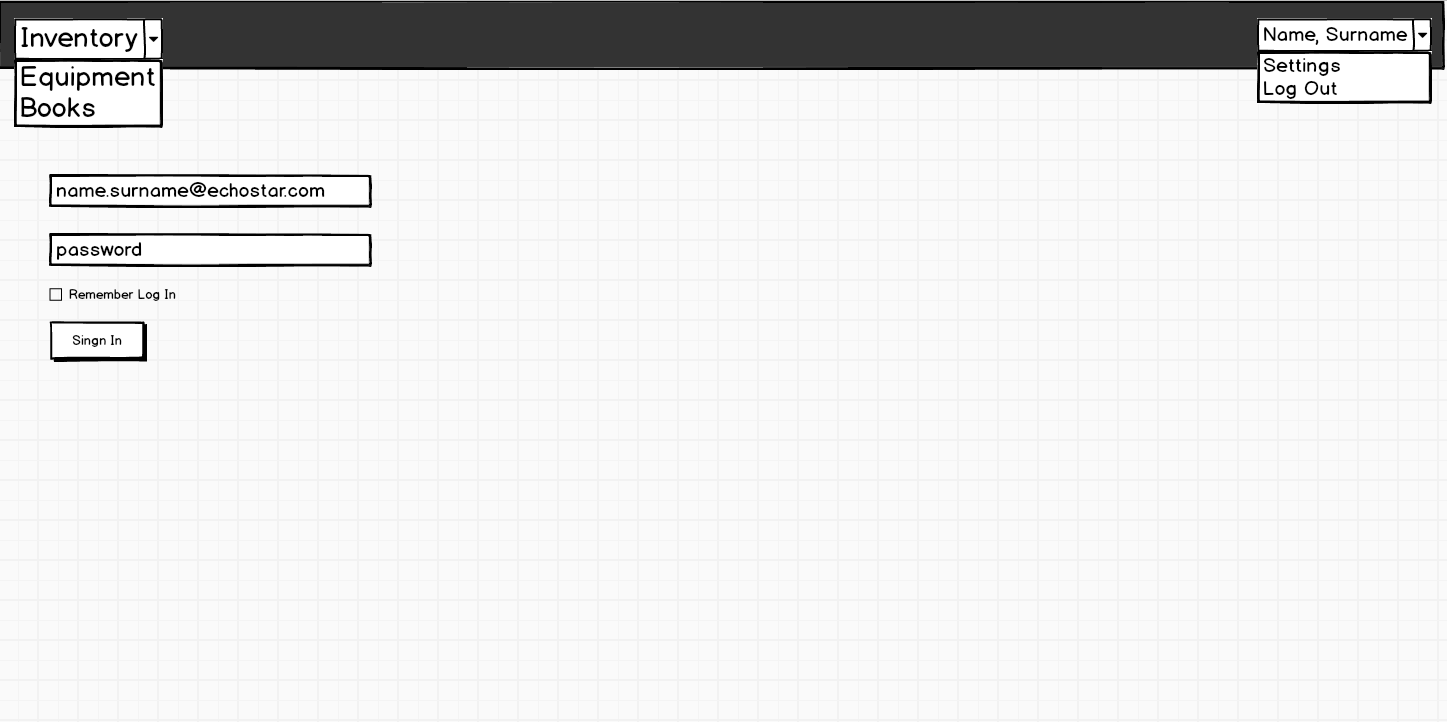 Inventory
Equipment
Books
Name, Surname
Settings
Log Out
name.surname@echostar.com
password
Remember Log In
Singn In